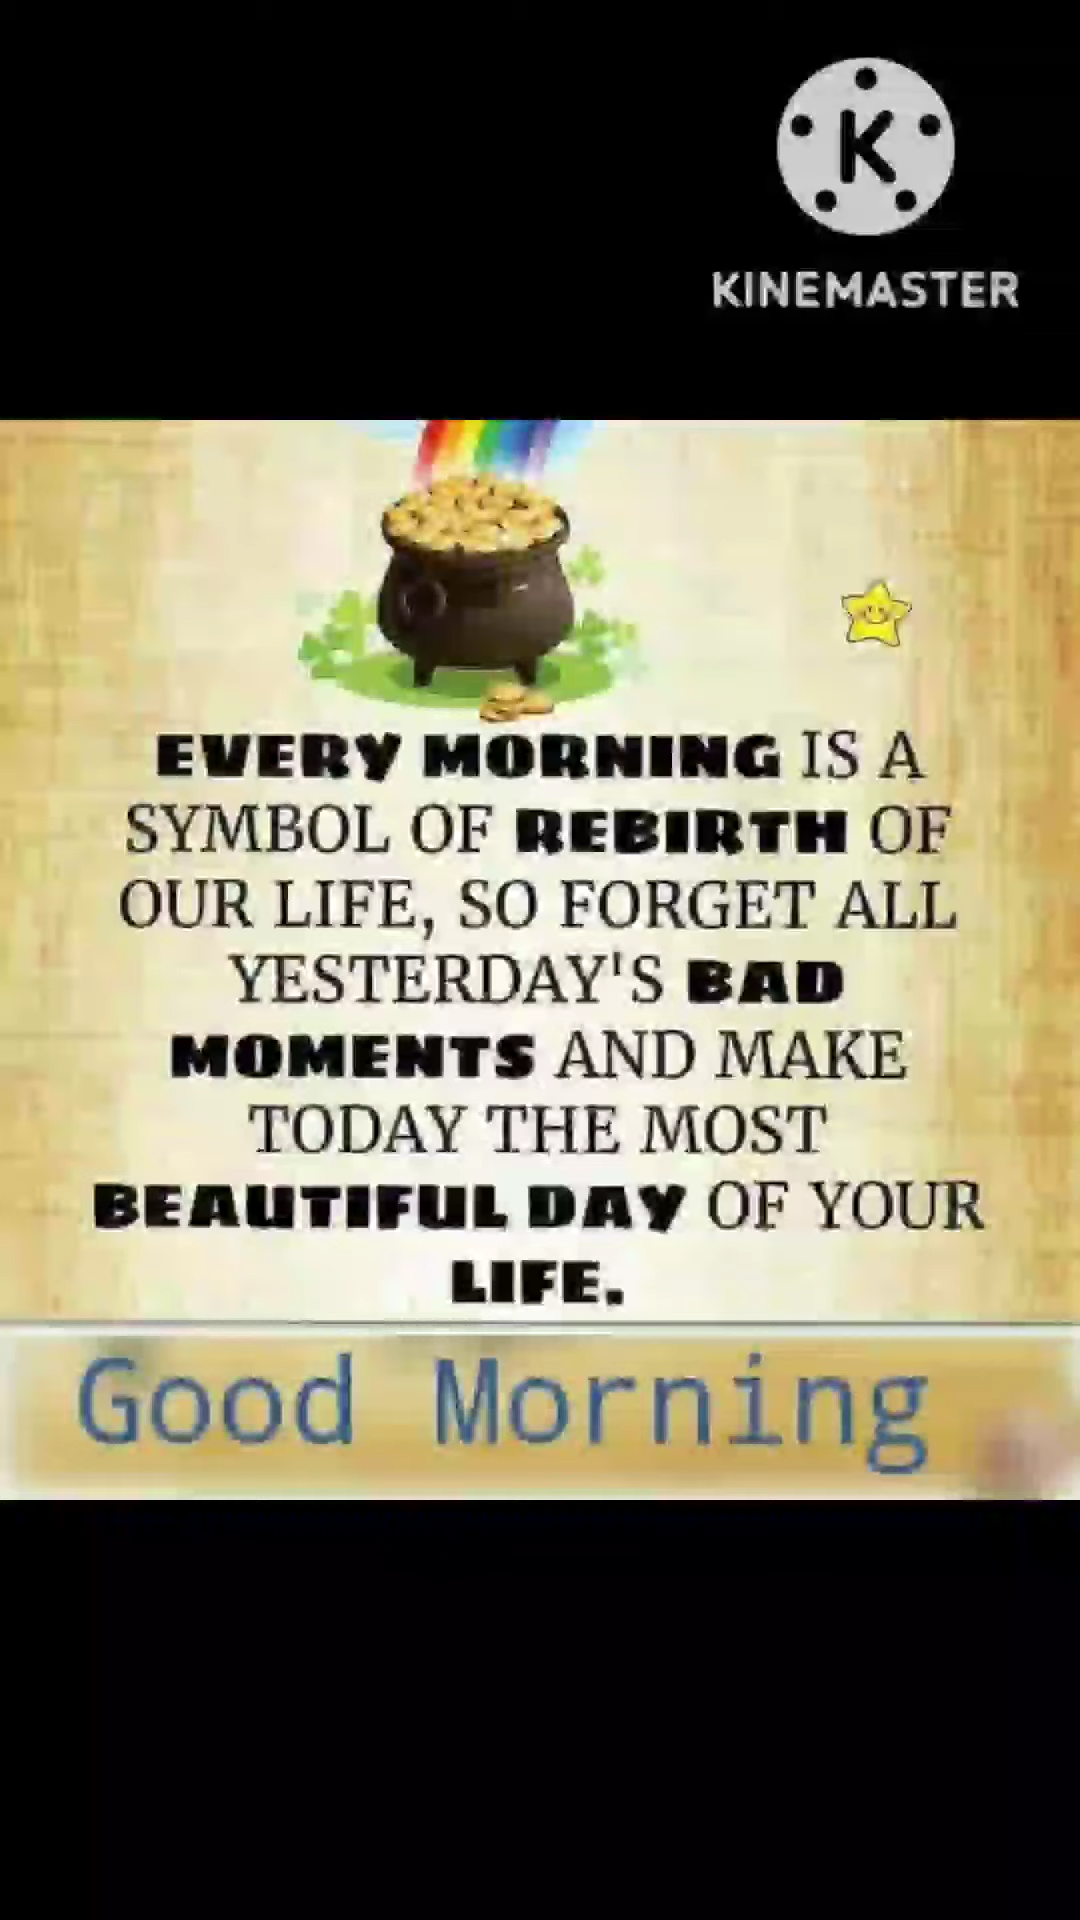 K
KINEMASTER
EVERY MORNING IS A
SYMBOL OF REBIRTH OF
OUR LIFE, SO FORGET ALL
YESTERDAY'S BAD
MOMENTS AND MAKE
TODAY THE MOST
BEAUTIFUL DAY OF YOUR
LIFE.
Good Morning